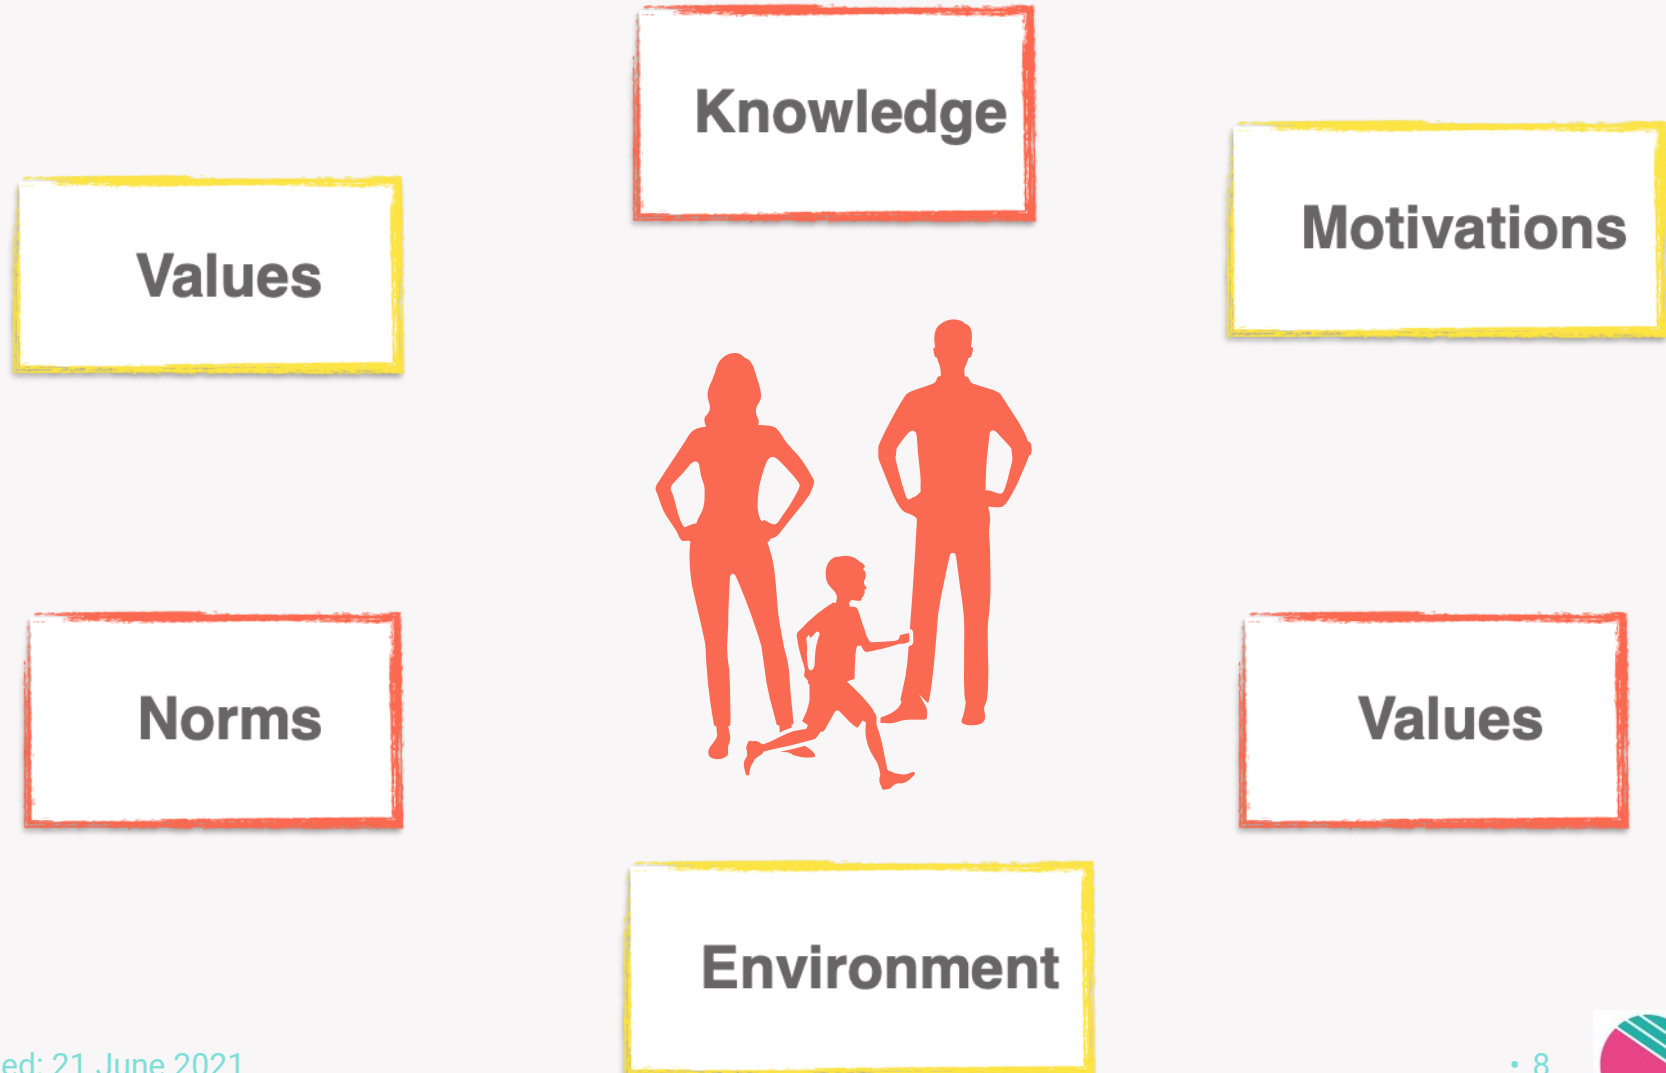 Knowledge
Motivations
Values
Norms
Values
Environment
ed: 21 June 2021
• 8